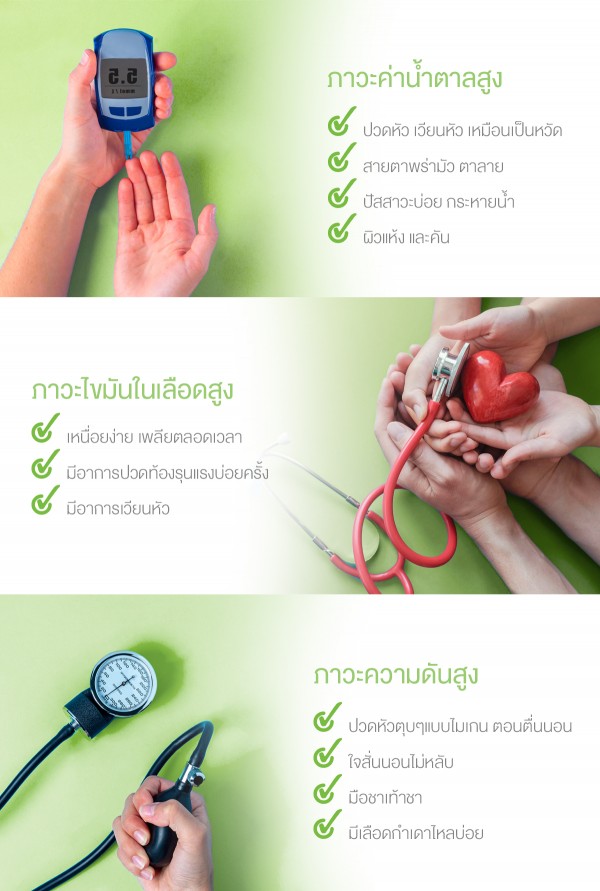 5.5
mmol / L
ภาวะค่าน้ำตาลสูง
ปวดหัว เวียนหัว เหมือนเป็นหวัด
สายตาพร่ามัว ตาลาย
ปัสสาวะบ่อย กระหายน้ำ
ผิวแห้ง และคัน
ภาวะไขมันในเลือดสูง
เหนื่อยง่าย เพลียตลอดเวลา
มีอาการปวดท้องรุนแรงบ่อยครั้ง
มีอาการเวียนหัว
ภาวะความดันสูง
ปวดหัวตุบๆแบบไมเกน ตอนตื่นนอน
ใจสั่นนอนไม่หลับ
มือชาเท้าชา
มีเลือดกำเดาไหลบ่อย